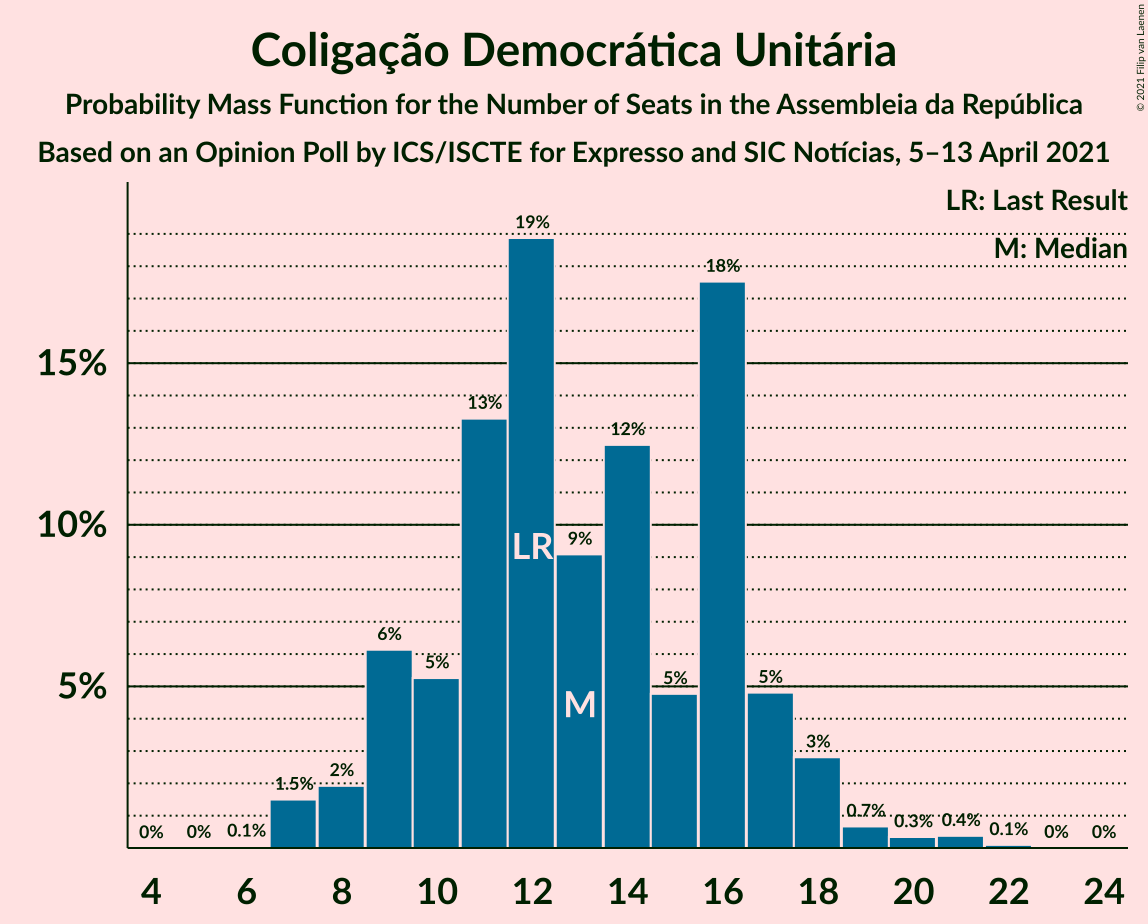 Coligação Democrática Unitária
Probability Mass Function for the Number of Seats in the Assembleia da República
Based on an Opinion Poll by ICS/ISCTE for Expresso and SIC Notícias, 5–13 April 2021
© 2021 Filip van Laenen
LR: Last Result
M: Median
15%
10%
5%
0%
0%
0.1%
1.5%
2%
6%
5%
13%
19%
9%
12%
5%
18%
5%
3%
0.7%
0.3%
0.4%
0.1%
0%
0%
LR
M
4 6 8 10 12 14 16 18 20 22 24